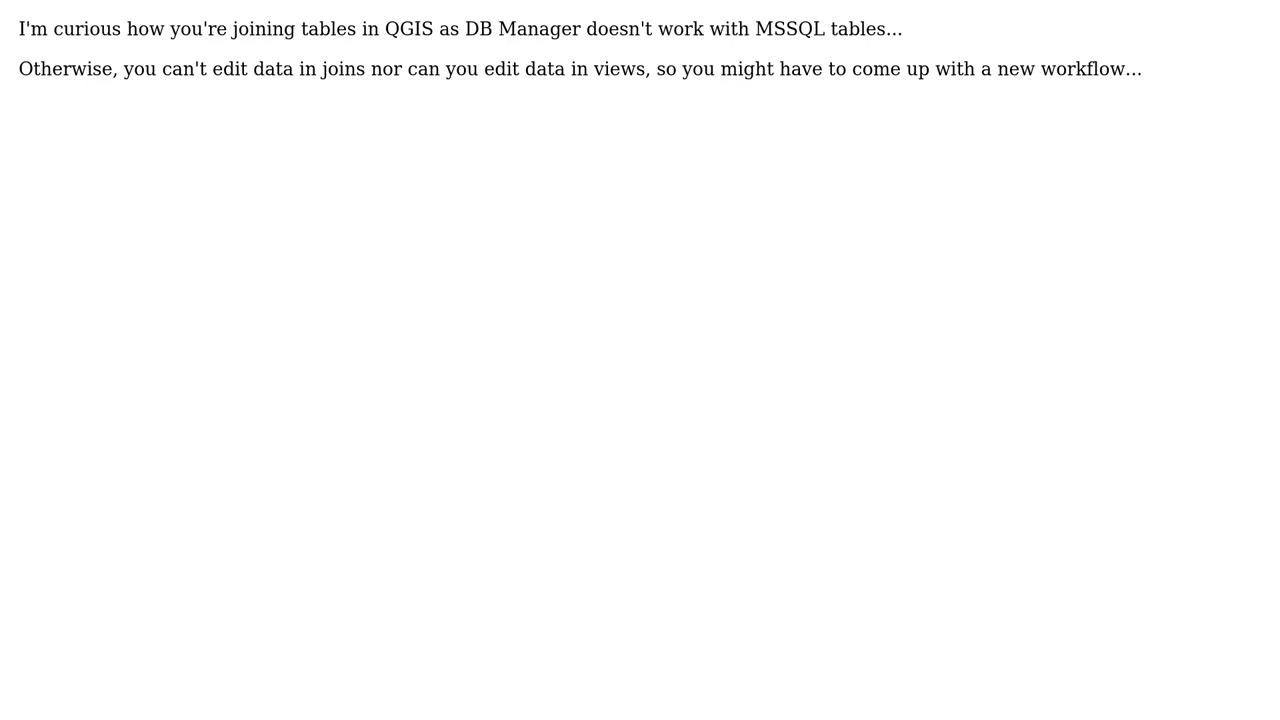 I'm curious how you're joining tables in QGIS as DB Manager doesn't work with MSSQL tables...
Otherwise, you can't edit data in joins nor can you edit data in views, so you might have to come up with a new workflow...